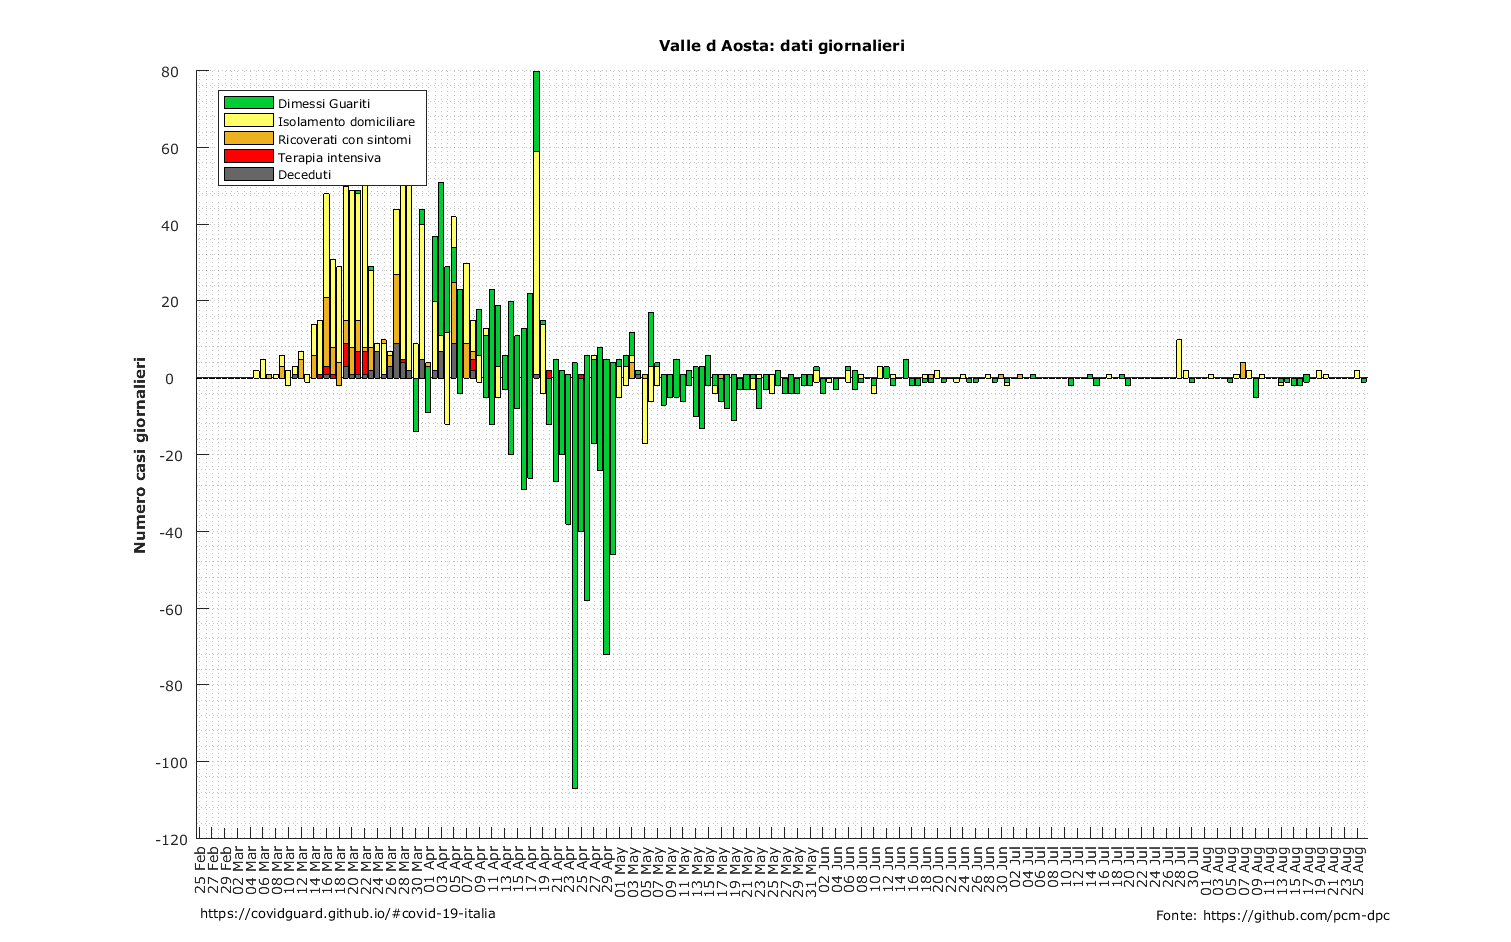 Valle d Aosta: dati giornalieri
80
60
40
20
0
-20
-40
-60
-80
-100
-120
Numero casi giornalieri
Dimessi Guariti
Isolamento domiciliare
Ricoverati con sintomi
Terapia intensiva
Deceduti
25 Feb
27 Feb
29 Feb
02 Mar
04 Mar
06 Mar
08 Mar
10 Mar
12 Mar
14 Mar
16 Mar
18 Mar
20 Mar
22 Mar
24 Mar
26 Mar
28 Mar
30 Mar
01 Apr
03 Apr
05 Apr
07 Apr
09 Apr
11 Apr
13 Apr
15 Apr
17 Apr
19 Apr
21 Apr
23 Apr
25 Apr
27 Apr
29 Apr
01 May
03 May
05 May
07 May
09 May
11 May
13 May
15 May
17 May
19 May
21 May
23 May
25 May
27 May
29 May
31 May
02 Jun
04 Jun
06 Jun
08 Jun
10 Jun
12 Jun
14 Jun
16 Jun
18 Jun
20 Jun
22 Jun
24 Jun
26 Jun
28 Jun
30 Jun
02 Jul
04 Jul
06 Jul
08 Jul
10 Jul
12 Jul
14 Jul
16 Jul
18 Jul
20 Jul
22 Jul
24 Jul
26 Jul
28 Jul
30 Jul
01 Aug
03 Aug
05 Aug
07 Aug
09 Aug
11 Aug
13 Aug
15 Aug
17 Aug
19 Aug
21 Aug
23 Aug
25 Aug
https://covidguard.github.io/#covid-19-italia
Fonte: https://github.com/pcm-dpc